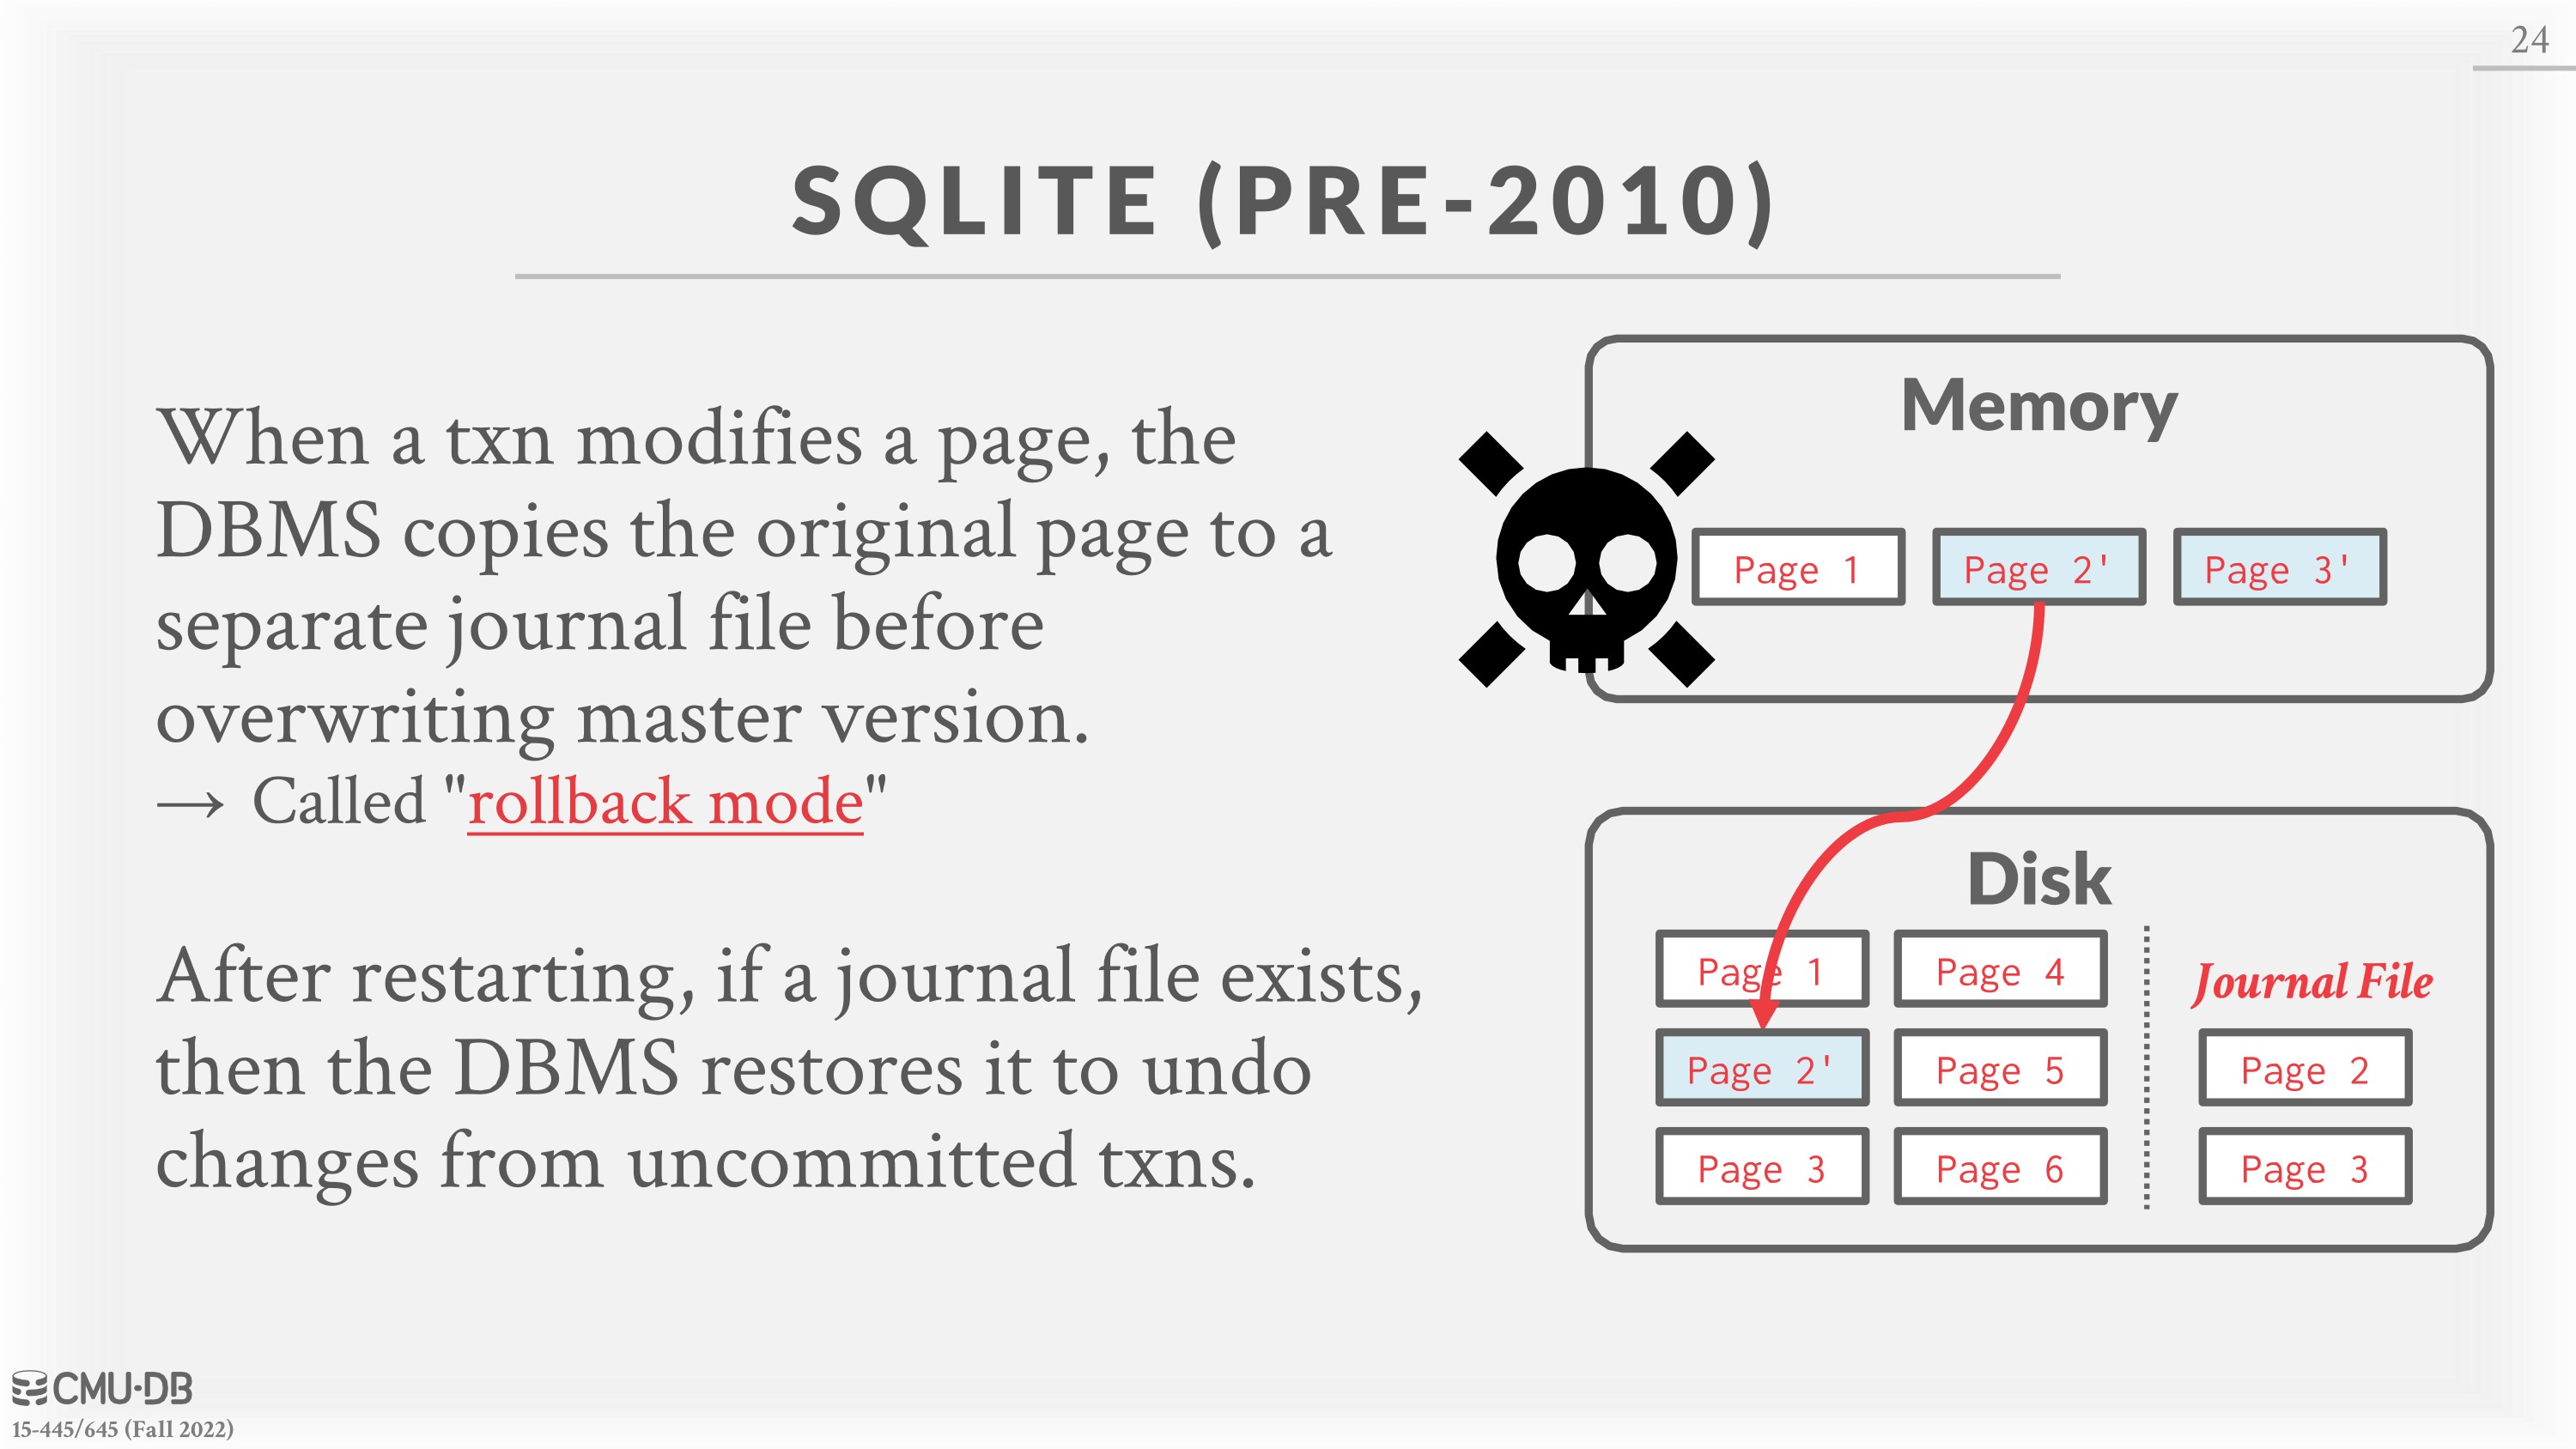 24
SQLITE (PRE-2010)
When a txn modifies a page, the
DBMS copies the original page to a
separate journal file before
overwriting master version.
→ Called "rollback mode"
After restarting, if a journal file exists,
then the DBMS restores it to undo
changes from uncommitted txns.
Memory
Page 1 Page 2' Page 3'
Disk
Page 1 Page 4
Page 2' Page 5
Page 3 Page 6
Journal File
Page 2
Page 3
CMU·DB
15-445/645 (Fall 2022)